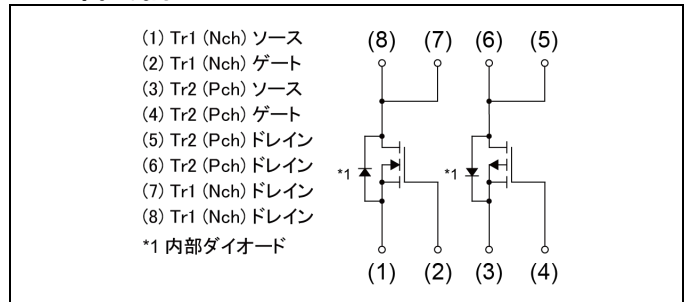 (1) Tr1 (Nch) ソース
(2) Tr1 (Nch) ゲート
(3) Tr2 (Pch) ソース
(4) Tr2 (Pch) ゲート
(5) Tr2 (Pch) ドレイン
(6) Tr2 (Pch) ドレイン
(7) Tr1 (Nch) ドレイン
(8) Tr1 (Nch) ドレイン
*1 内部ダイオード
(8) (7) (6) (5)
*1 *1
(1) (2) (3) (4)